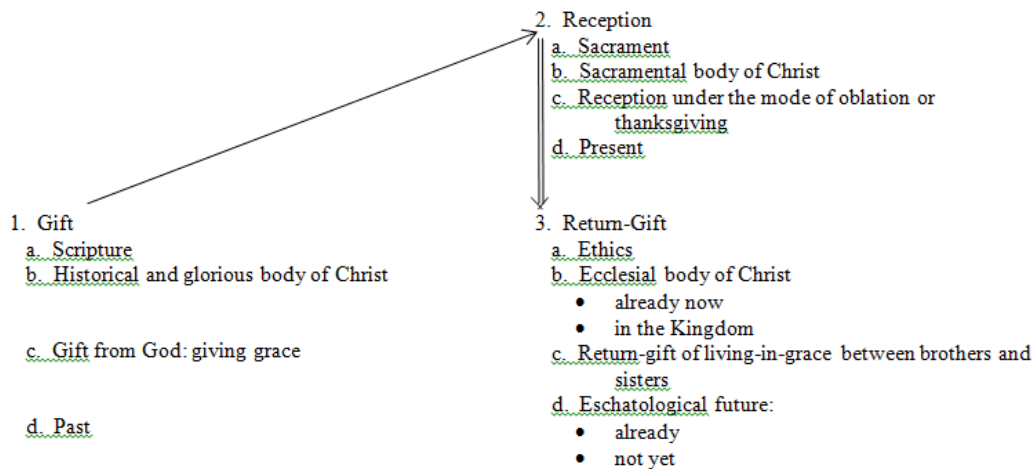 2. Reception
a. Sacrament
b. Sacramental body of Christ
c. Reception under the mode of oblation or
thanksgiving
d. Present
1. Gift
a. Scripture
b. Historical and glorious body of Christ
c. Gift from God: giving grace
d. Past
3. Return-Gift
a. Ethics
b. Ecclesial body of Christ
• already now
• in the Kingdom
c. Return-gift of living-in-grace between brothers and
sisters
d. Eschatological future:
• already
• not yet